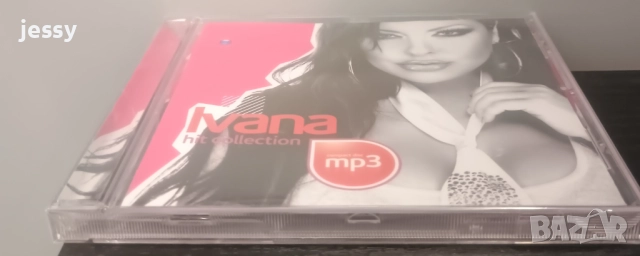 jessy
Ivana
hit collection
mp3
BAZAR